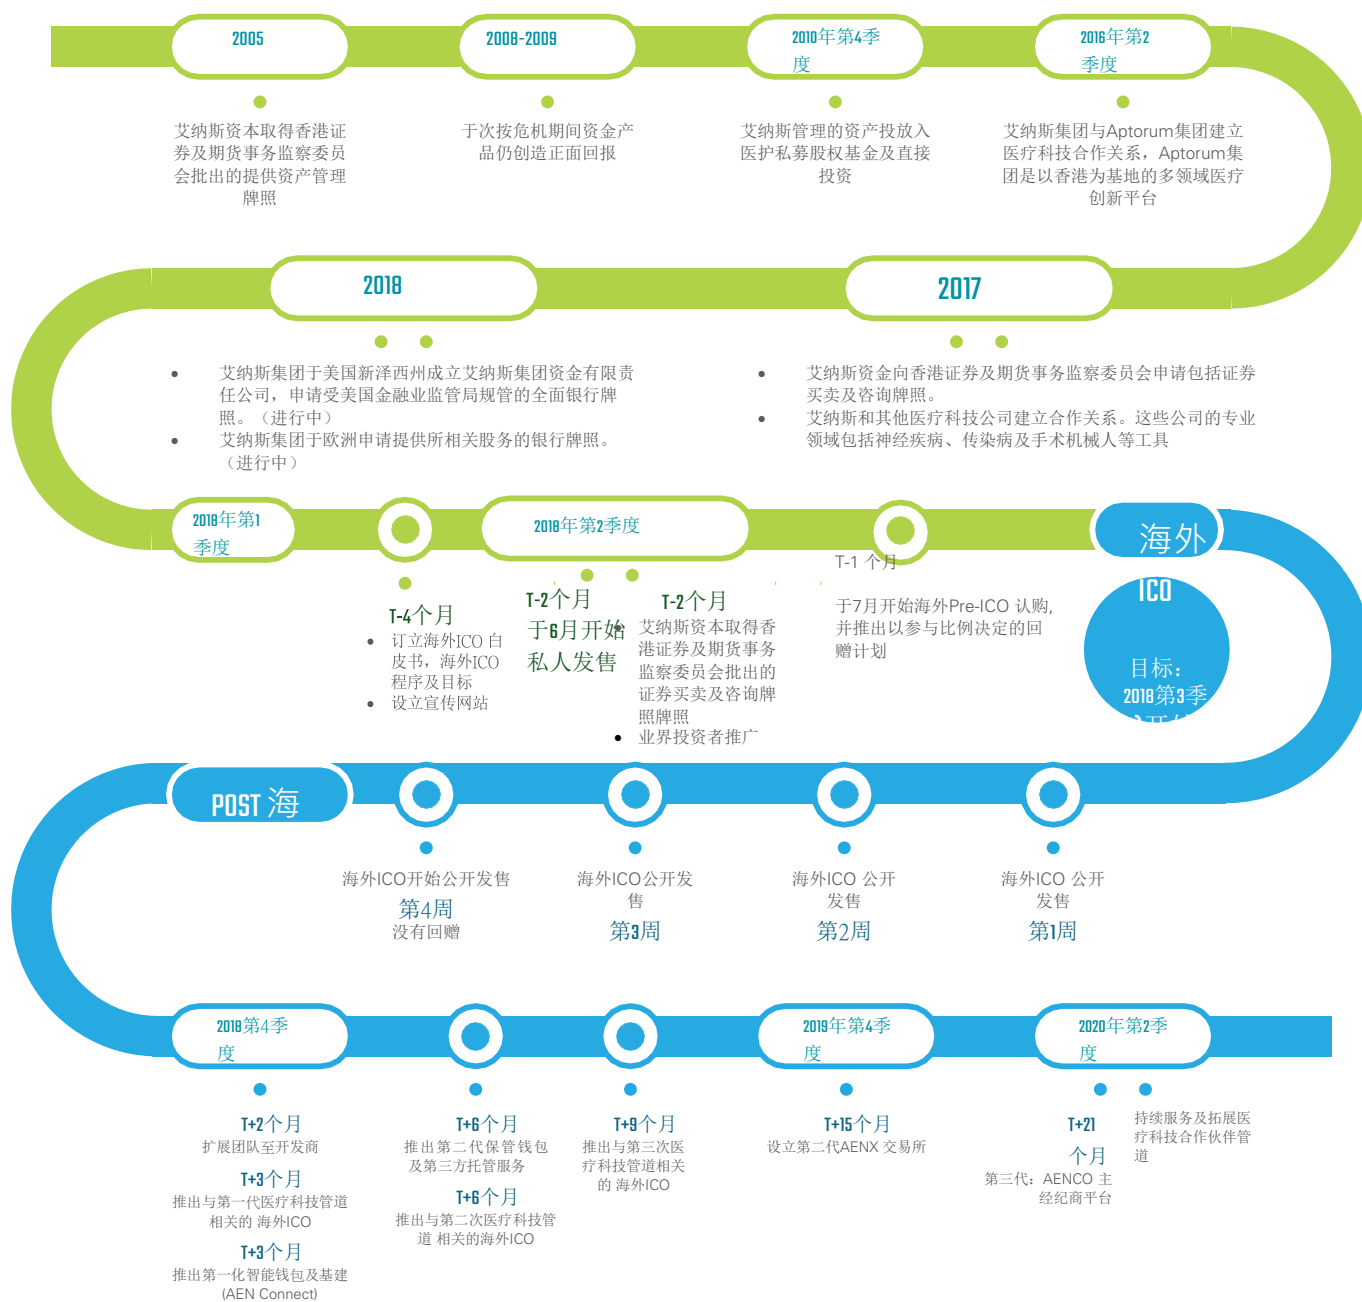 2005
艾纳斯资本取得香港证
券及期货事务监察委员
会批出的提供资产管理
牌照
2008-2009
于次按危机期间资金产
品仍创造正面回报
2010年第4季
度
艾纳斯管理的资产投放入
医护私募股权基金及直接
投资
2016年第2
季度
艾纳斯集团与Aptorum集团建立
医疗科技合作关系，Aptorum集
团是以香港为基地的多领域医疗
创新平台
2018
• 艾纳斯集团于美国新泽西州成立艾纳斯集团资金有限责
任公司，申请受美国金融业监管局规管的全面银行牌
照。（进行中）
• 艾纳斯集团于欧洲申请提供所相关股务的银行牌照。
（进行中）
2017
• 艾纳斯资金向香港证券及期货事务监察委员会申请包括证券
买卖及咨询牌照。
• 艾纳斯和其他医疗科技公司建立合作关系。这些公司的专业
领域包括神经疾病、传染病及手术机械人等工具
2018年第1
季度
T-4个月
• 订立海外ICO 白
皮书，海外ICO
程序及目标
• 设立宣传网站
2018年第2季度
T-2个月
于6月开始
私人发售
T-2个月
• 艾纳斯资本取得香
港证券及期货事务
监察委员会批出的
证券买卖及咨询牌
照牌照
• 业界投资者推广
T-1 个月
于7月开始海外Pre-ICO 认购,
并推出以参与比例决定的回
赠计划
海外
ICO
目标：
2018第3季
POST 海
海外ICO开始公开发售
第4周
没有回赠
海外ICO公开发
售
第3周
海外ICO 公开
发售
第2周
海外ICO 公开
发售
第1周
2018第4季
度
T+2个月
扩展团队至开发商
T+3个月
推出与第一代医疗科技管道
相关的 海外ICO
T+3个月
推出第一化智能钱包及基建
(AEN Connect)
T+6个月
推出第二代保管钱包
及第三方托管服务
T+6个月
推出与第二次医疗科技管
道 相关的海外ICO
T+9个月
推出与第三次医
疗科技管道相关
的 海外ICO
2019年第4季
度
T+15个月
设立第二代AENX 交易所
2020年第2季
度
T+21
个月
第三代：AENCO 主
经纪商平台
持续服务及拓展医
疗科技合作伙伴管
道